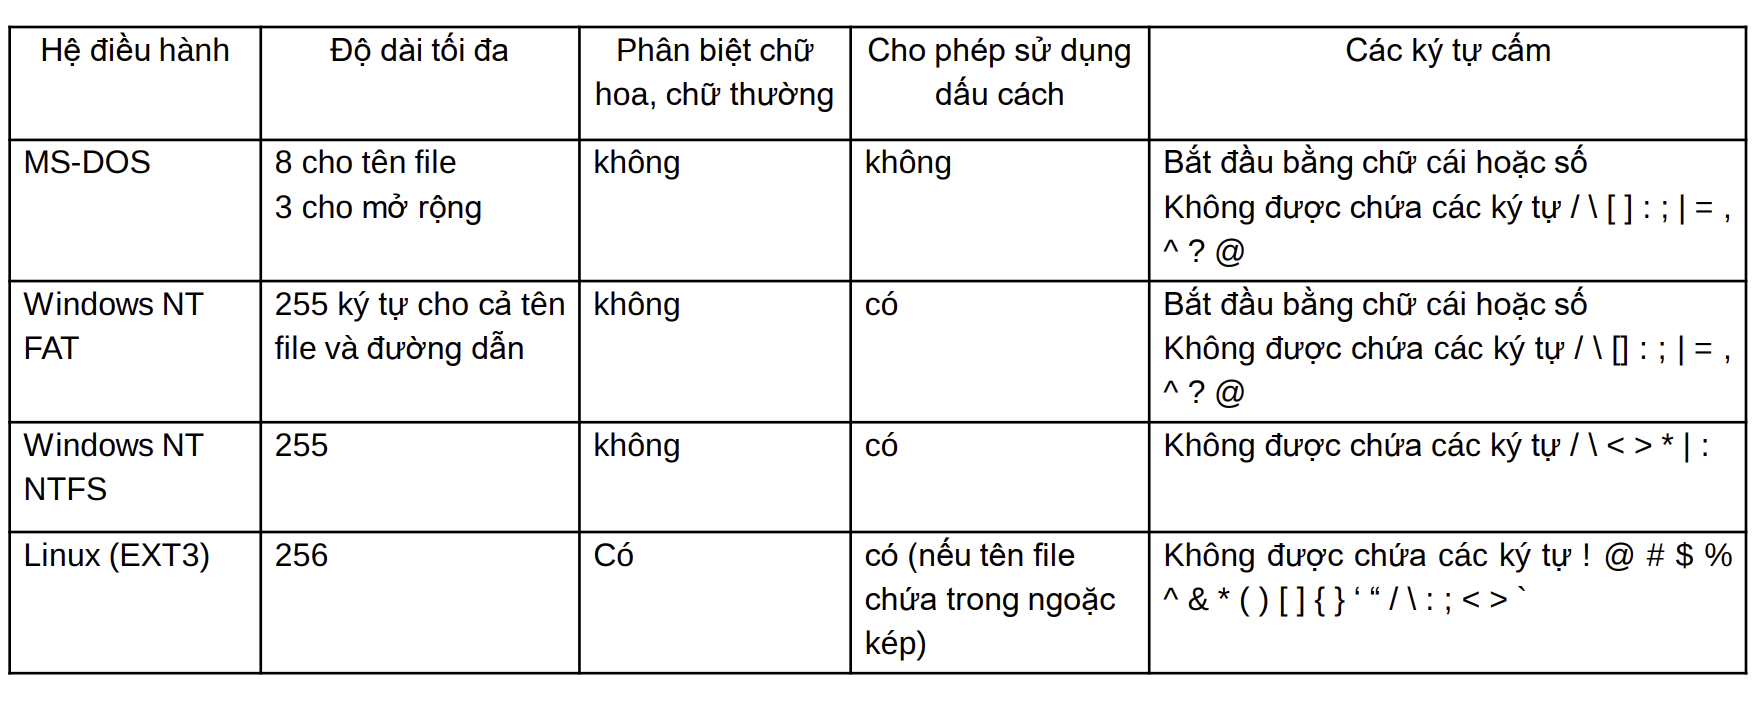 Hệ điều hành
Độ dài tối đa
Phân biệt chữ
hoa, chữ thường
Cho phép sử dụng
dấu cách
Các ký tự cấm
MS-DOS
8 cho tên file
3 cho mở rộng
không
không
Bắt đầu bằng chữ cái hoặc số
Không được chứa các ký tự / \ [ ] : ; | = ,
^ ? @
Windows NT
FAT
255 ký tự cho cả tên
file và đường dẫn
không
có
Bắt đầu bằng chữ cái hoặc số
Không được chứa các ký tự / \ [] : ; | = ,
^ ? @
Windows NT
NTFS
255
không
có
Không được chứa các ký tự / \ < > * | :
Linux (EXT3)
256
Có
có (nếu tên file
chứa trong ngoặc
kép)
Không được chứa các ký tự ! @ # $ %
^ & * ( ) [ ] { } ‘ “ / \ : ; < > `